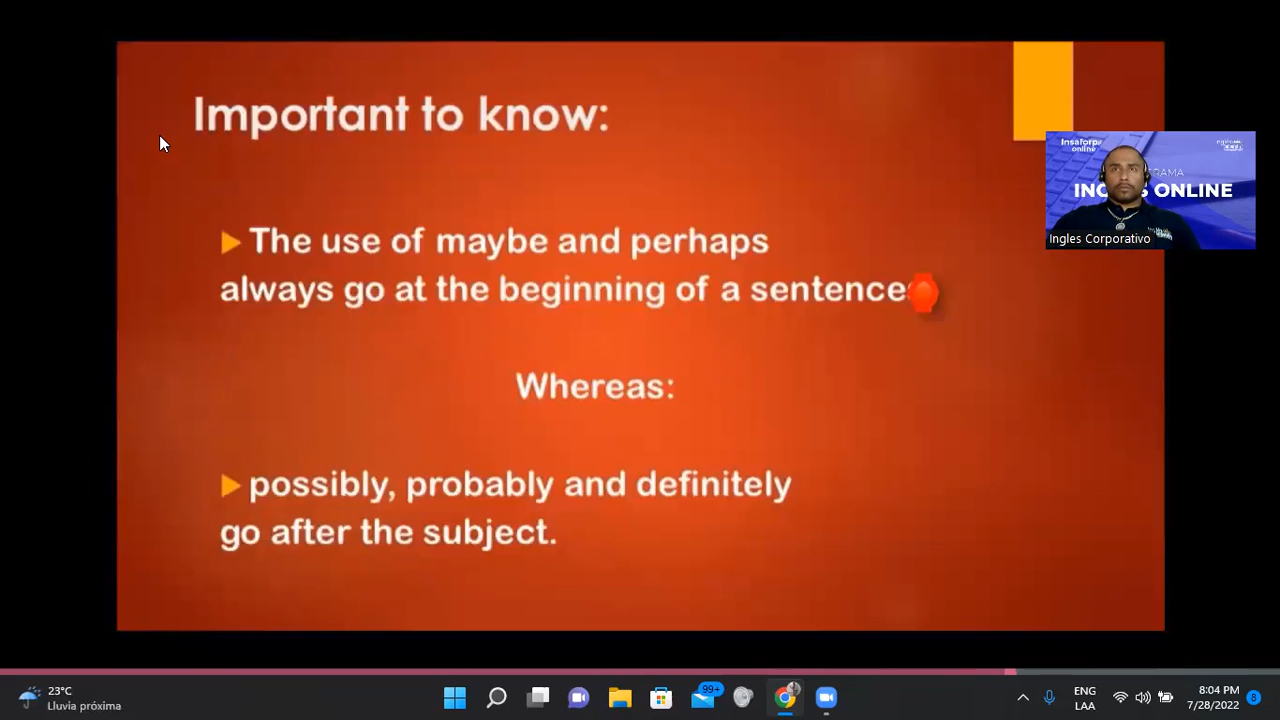 Important to know:
The use of maybe and perhaps
always go at the beginning of a sentence
Whereas:
possibly, probably and definitely
go after the subject.
online
INGLES ONLINE
Ingles Corporativo
23°C
Lluvia próxima
99+
ENG
LAA
8:04 PM
7/28/2022
8